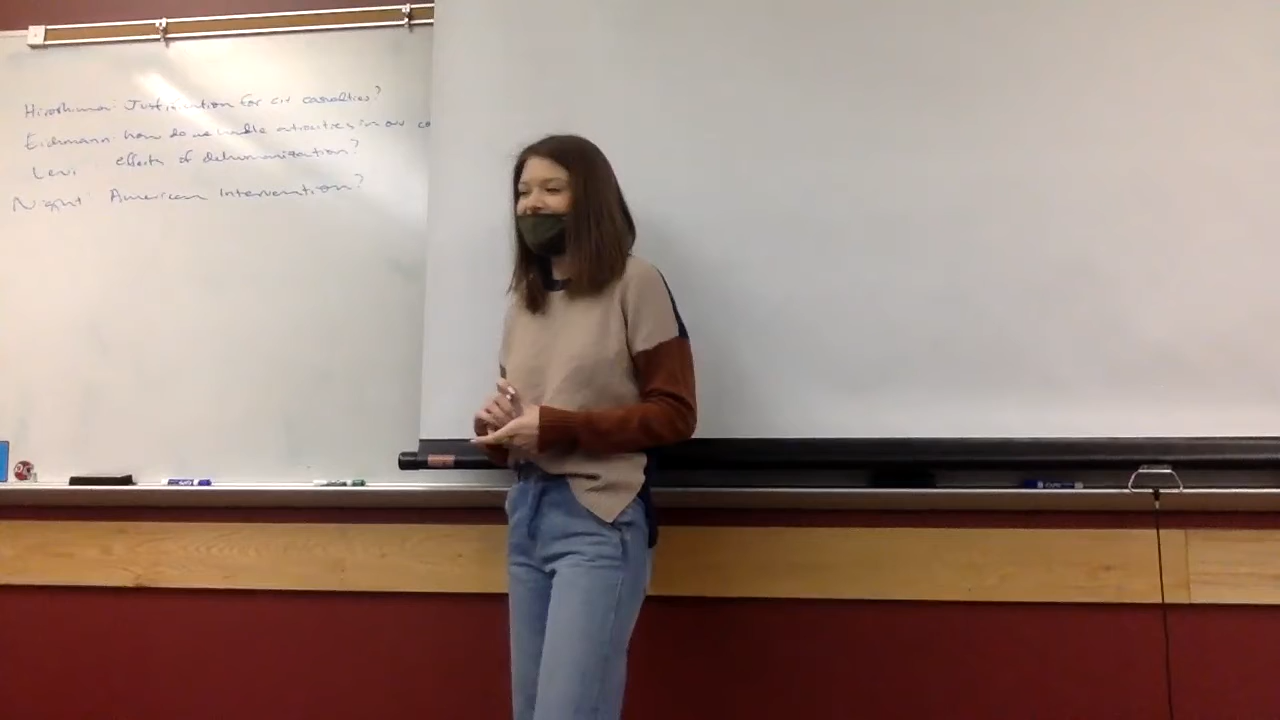 Hiroshima: Justification for civ casualties?
Eichmann: how do we handle atrocities in our co
Levi: effects of dehumanization?
Night: American Intervention?